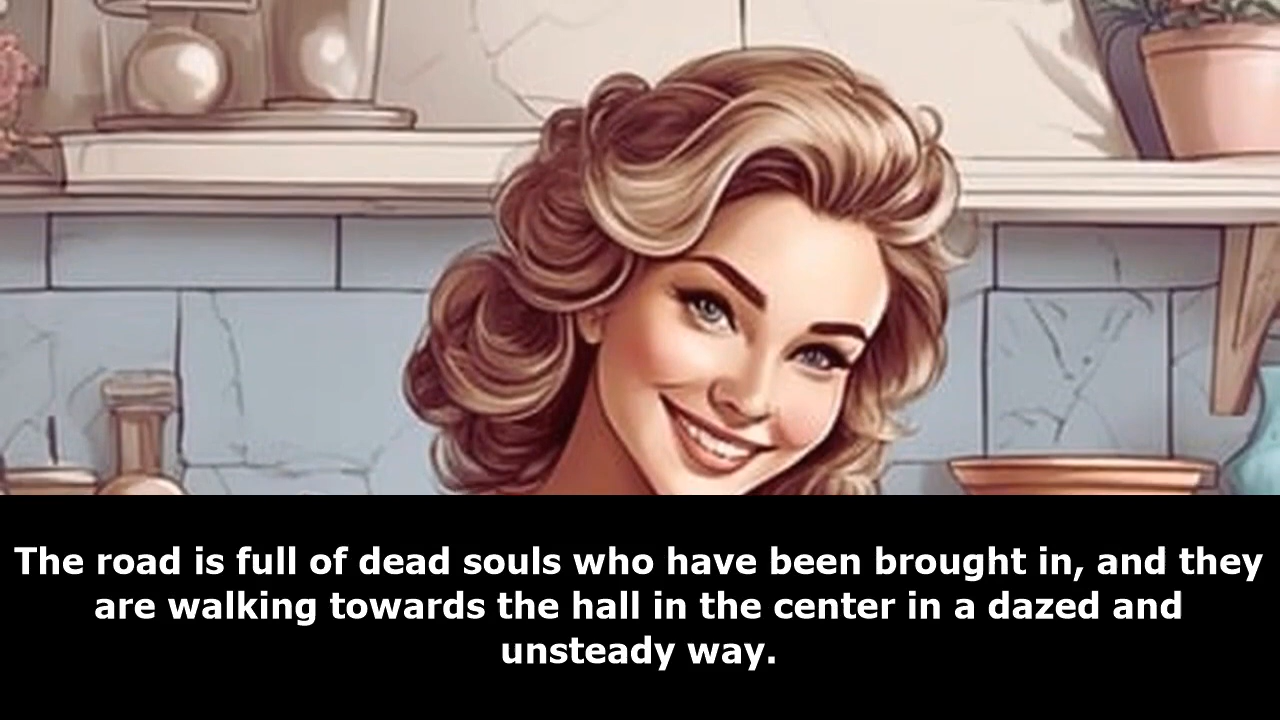 The road is full of dead souls who have been brought in, and they
are walking towards the hall in the center in a dazed and
unsteady way.